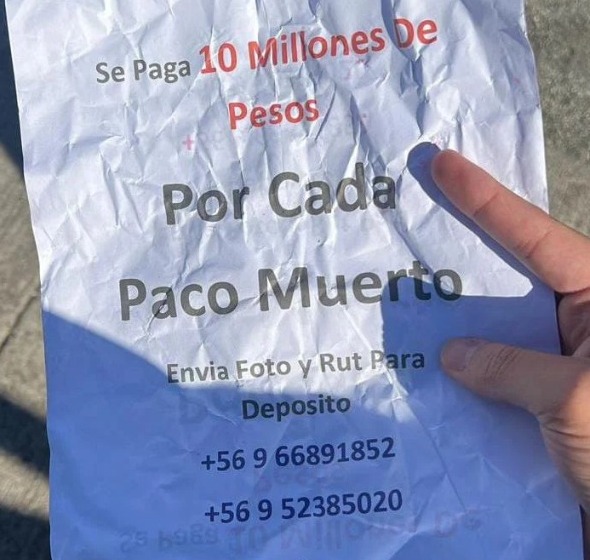 Se Paga 10 Millones De
Pesos
Por Cada
Paco Muerto
Envia Foto y Rut Para
Deposito
+56 9 66891852
+56 9 52385020